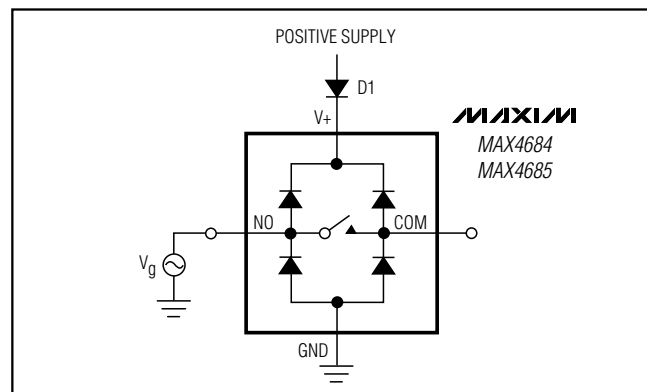 POSITIVE SUPPLY
D1
V+
MAXIM
MAX4684
MAX4685
NO
COM
Vg
GND